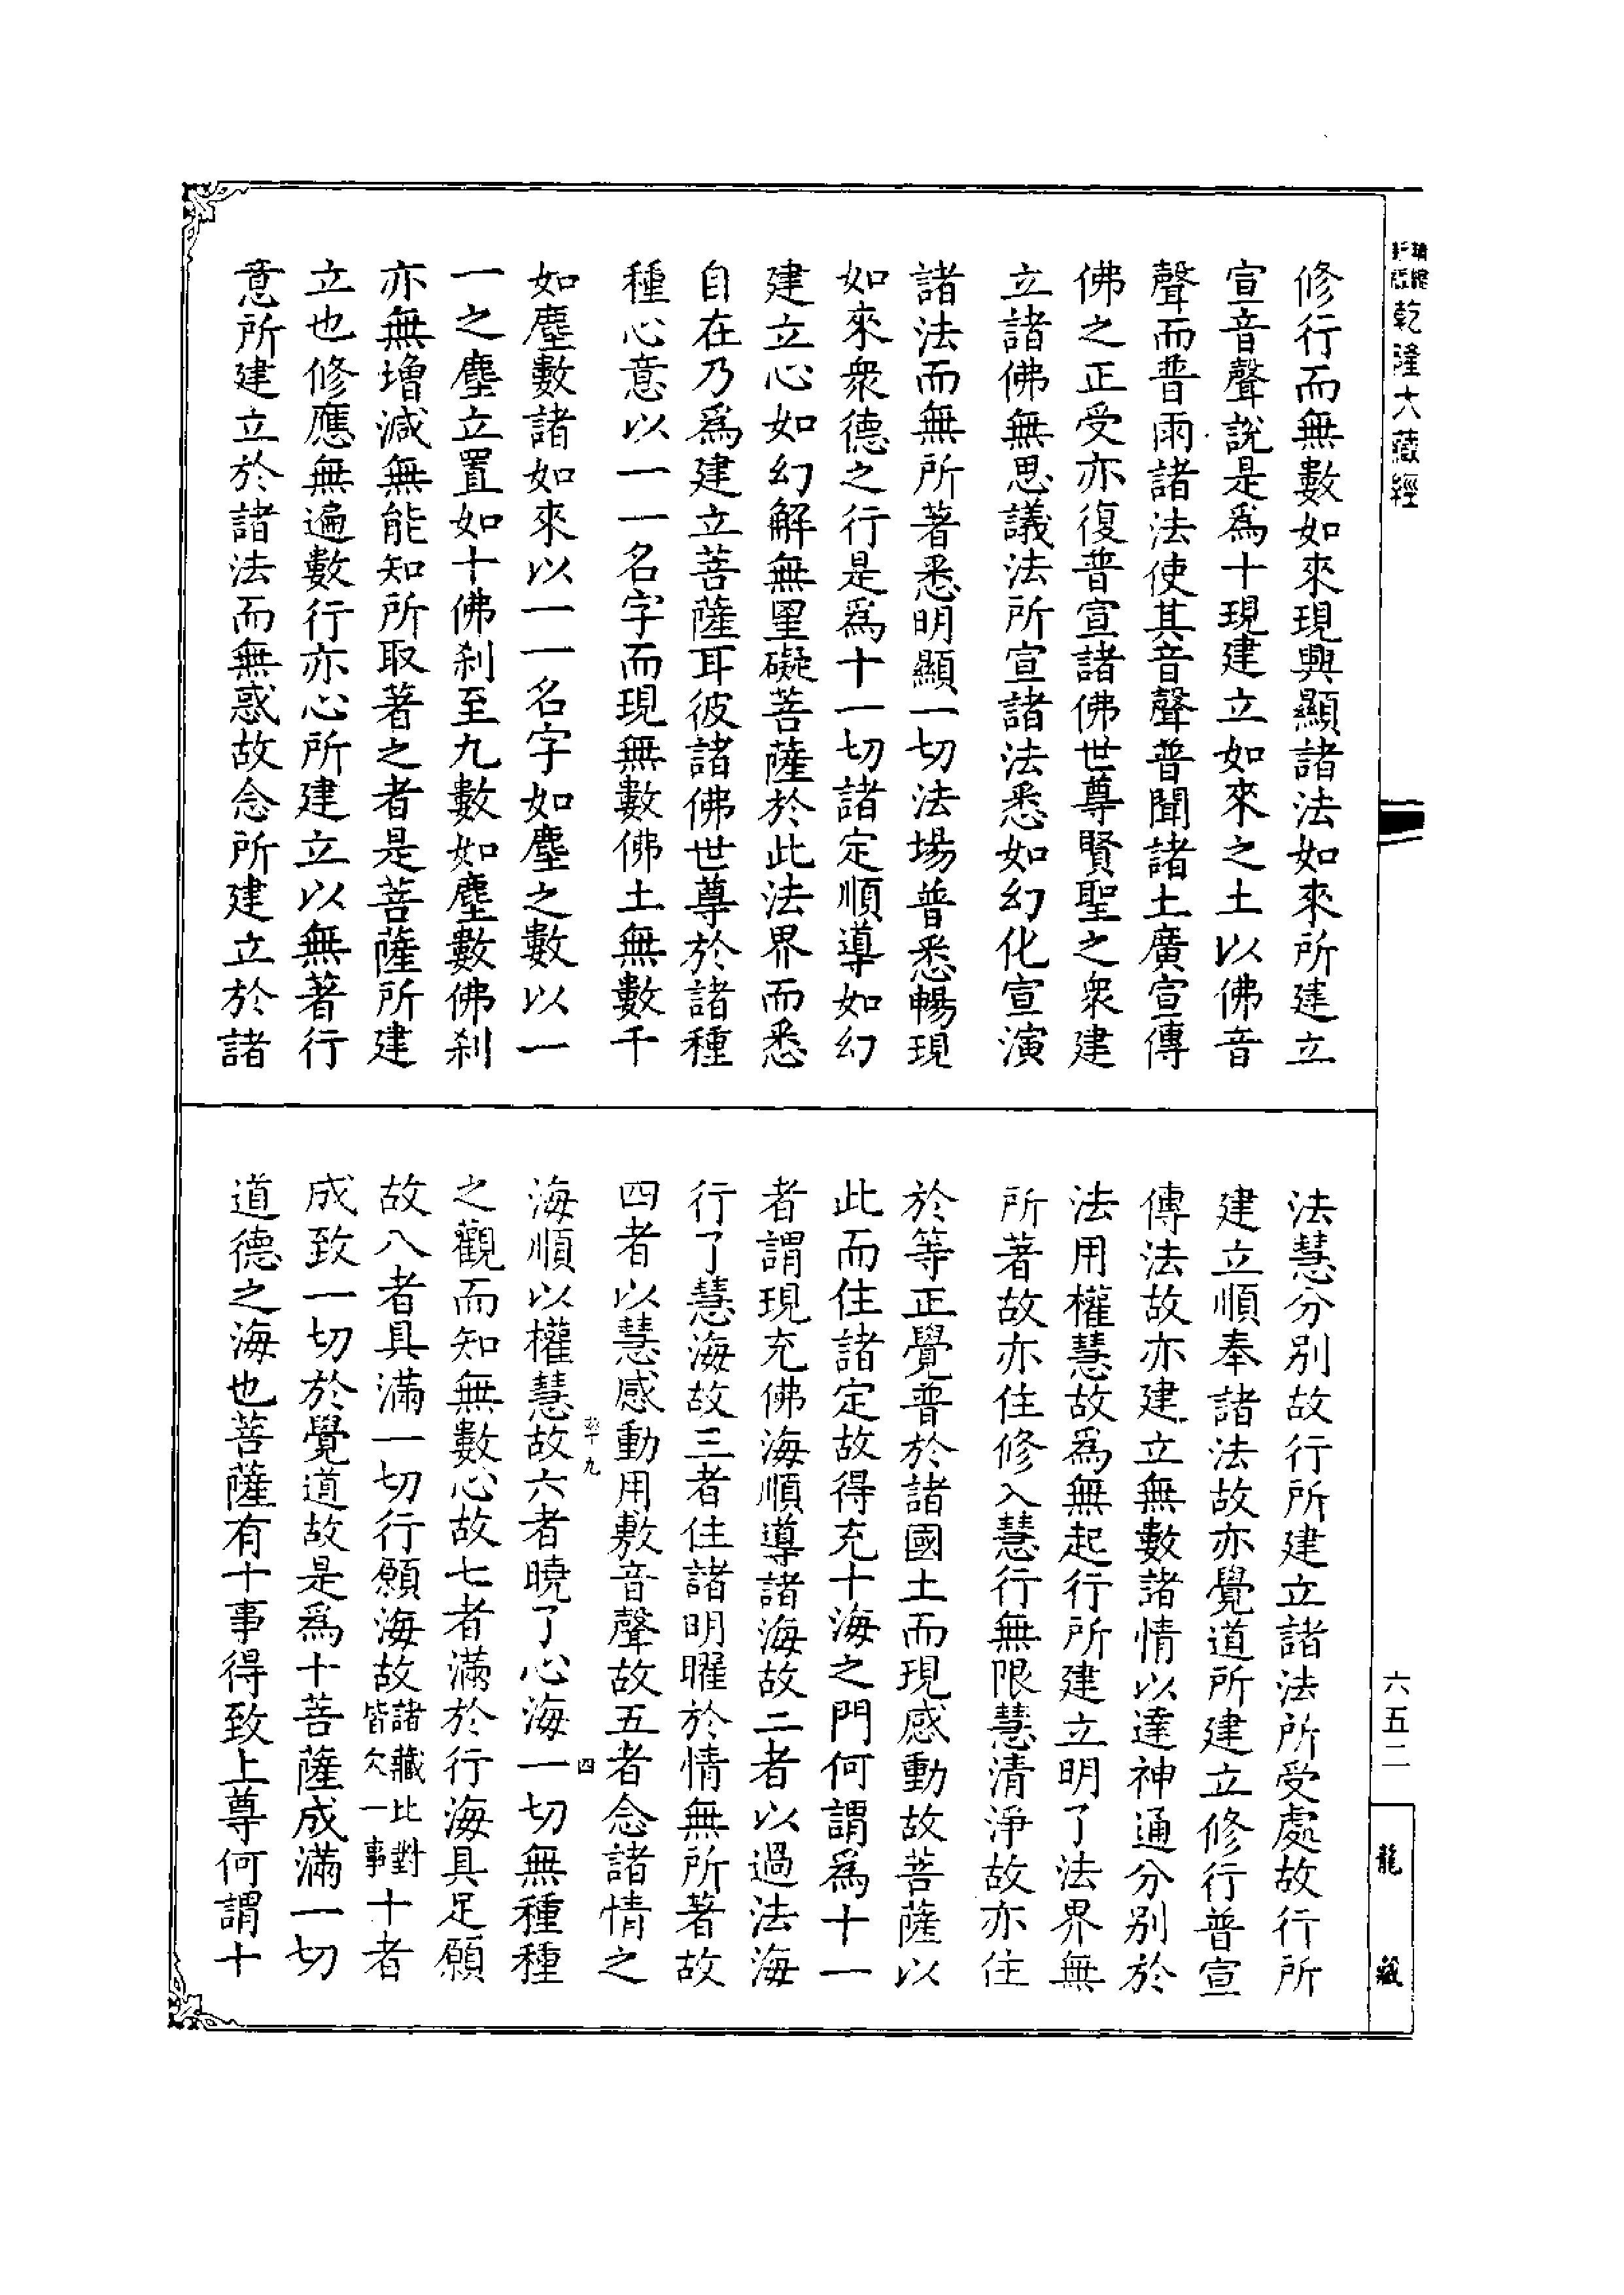 乾隆大藏經
修行而無數如來現興顯諸法如來所建立
宣音聲說是為十現建立如來之土以佛音
聲而普雨諸法使其音聲普聞諸土廣宣傳
佛之正受亦復普宣諸佛世尊賢聖之衆建
立諸佛無思議法所宣諸法悉如幻化宣演
諸法而無所著悉明顯一切法場普悉暢現
如來衆德之行是為十一切諸定順導如幻
建立心如幻解無罣礙菩薩於此法界而悉
自在乃為建立菩薩耳彼諸佛世尊於諸種
種心意以一一名字而現無數佛土無數千
如塵數諸如來以一一名字如塵之數以一
一之塵立置如十佛刹至九數如塵數佛刹
亦無增減無能知所取著之者是菩薩所建
立也修應無遍數行亦心所建立以無著行
意所建立於諸法而無惑故念所建立於諸
法慧分別故行所建立諸法所受處故行所
建立順奉諸法故亦覺道所建立修行普宣
傳法故亦建立無數諸情以達神通分別於
法用權慧故為無起行所建立明了法界無
所著故亦住修入慧行無限慧清淨故亦住
於等正覺普於諸國土而現感動故菩薩以
此而住諸定故得充十海之門何謂為十一
者謂現充佛海順導諸海故二者以過法海
行了慧海故三者住諸明曜於情無所著故
四者以慧感動用敷音聲故五者念諸情之
海順以權慧故六者曉了心海一切無種種
之觀而知無數心故七者滿於行海具足願
故八者具滿一切行願海故諸藏比對皆欠一事十者
成致一切於覺道故是為十菩薩成滿一切
道德之海也菩薩有十事得致上尊何謂十
六五二
龍藏